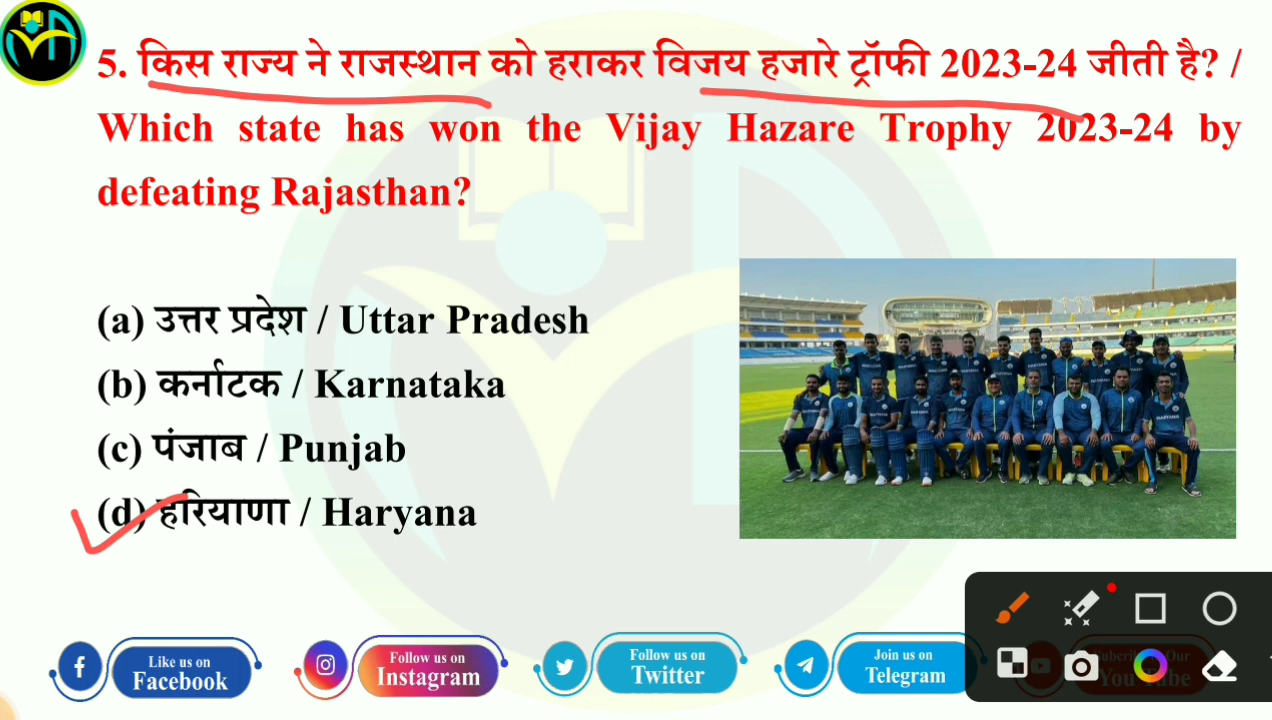 5. किस राज्य ने राजस्थान को हराकर विजय हजारे ट्रॉफी 2023-24 जीती है? /
Which state has won the Vijay Hazare Trophy 2023-24 by
defeating Rajasthan?
(a) उत्तर प्रदेश / Uttar Pradesh
(b) कर्नाटक / Karnataka
(c) पंजाब / Punjab
(d) हरियाणा / Haryana
Like us on
Facebook
Follow us on
Instagram
Follow us on
Twitter
Join us on
Telegram
Our
YouTube